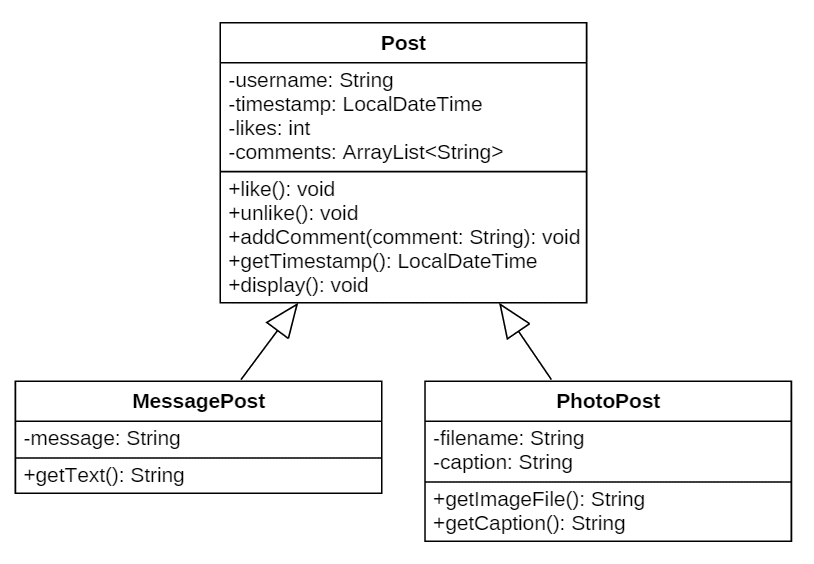 Post
-username: String
-timestamp: LocalDateTime
-likes: int
-comments: ArrayList<String>
+like(): void
+unlike(): void
+addComment(comment: String): void
+getTimestamp(): LocalDateTime
+display(): void
MessagePost
-message: String
+getText(): String
PhotoPost
-filename: String
-caption: String
+getImageFile(): String
+getCaption(): String